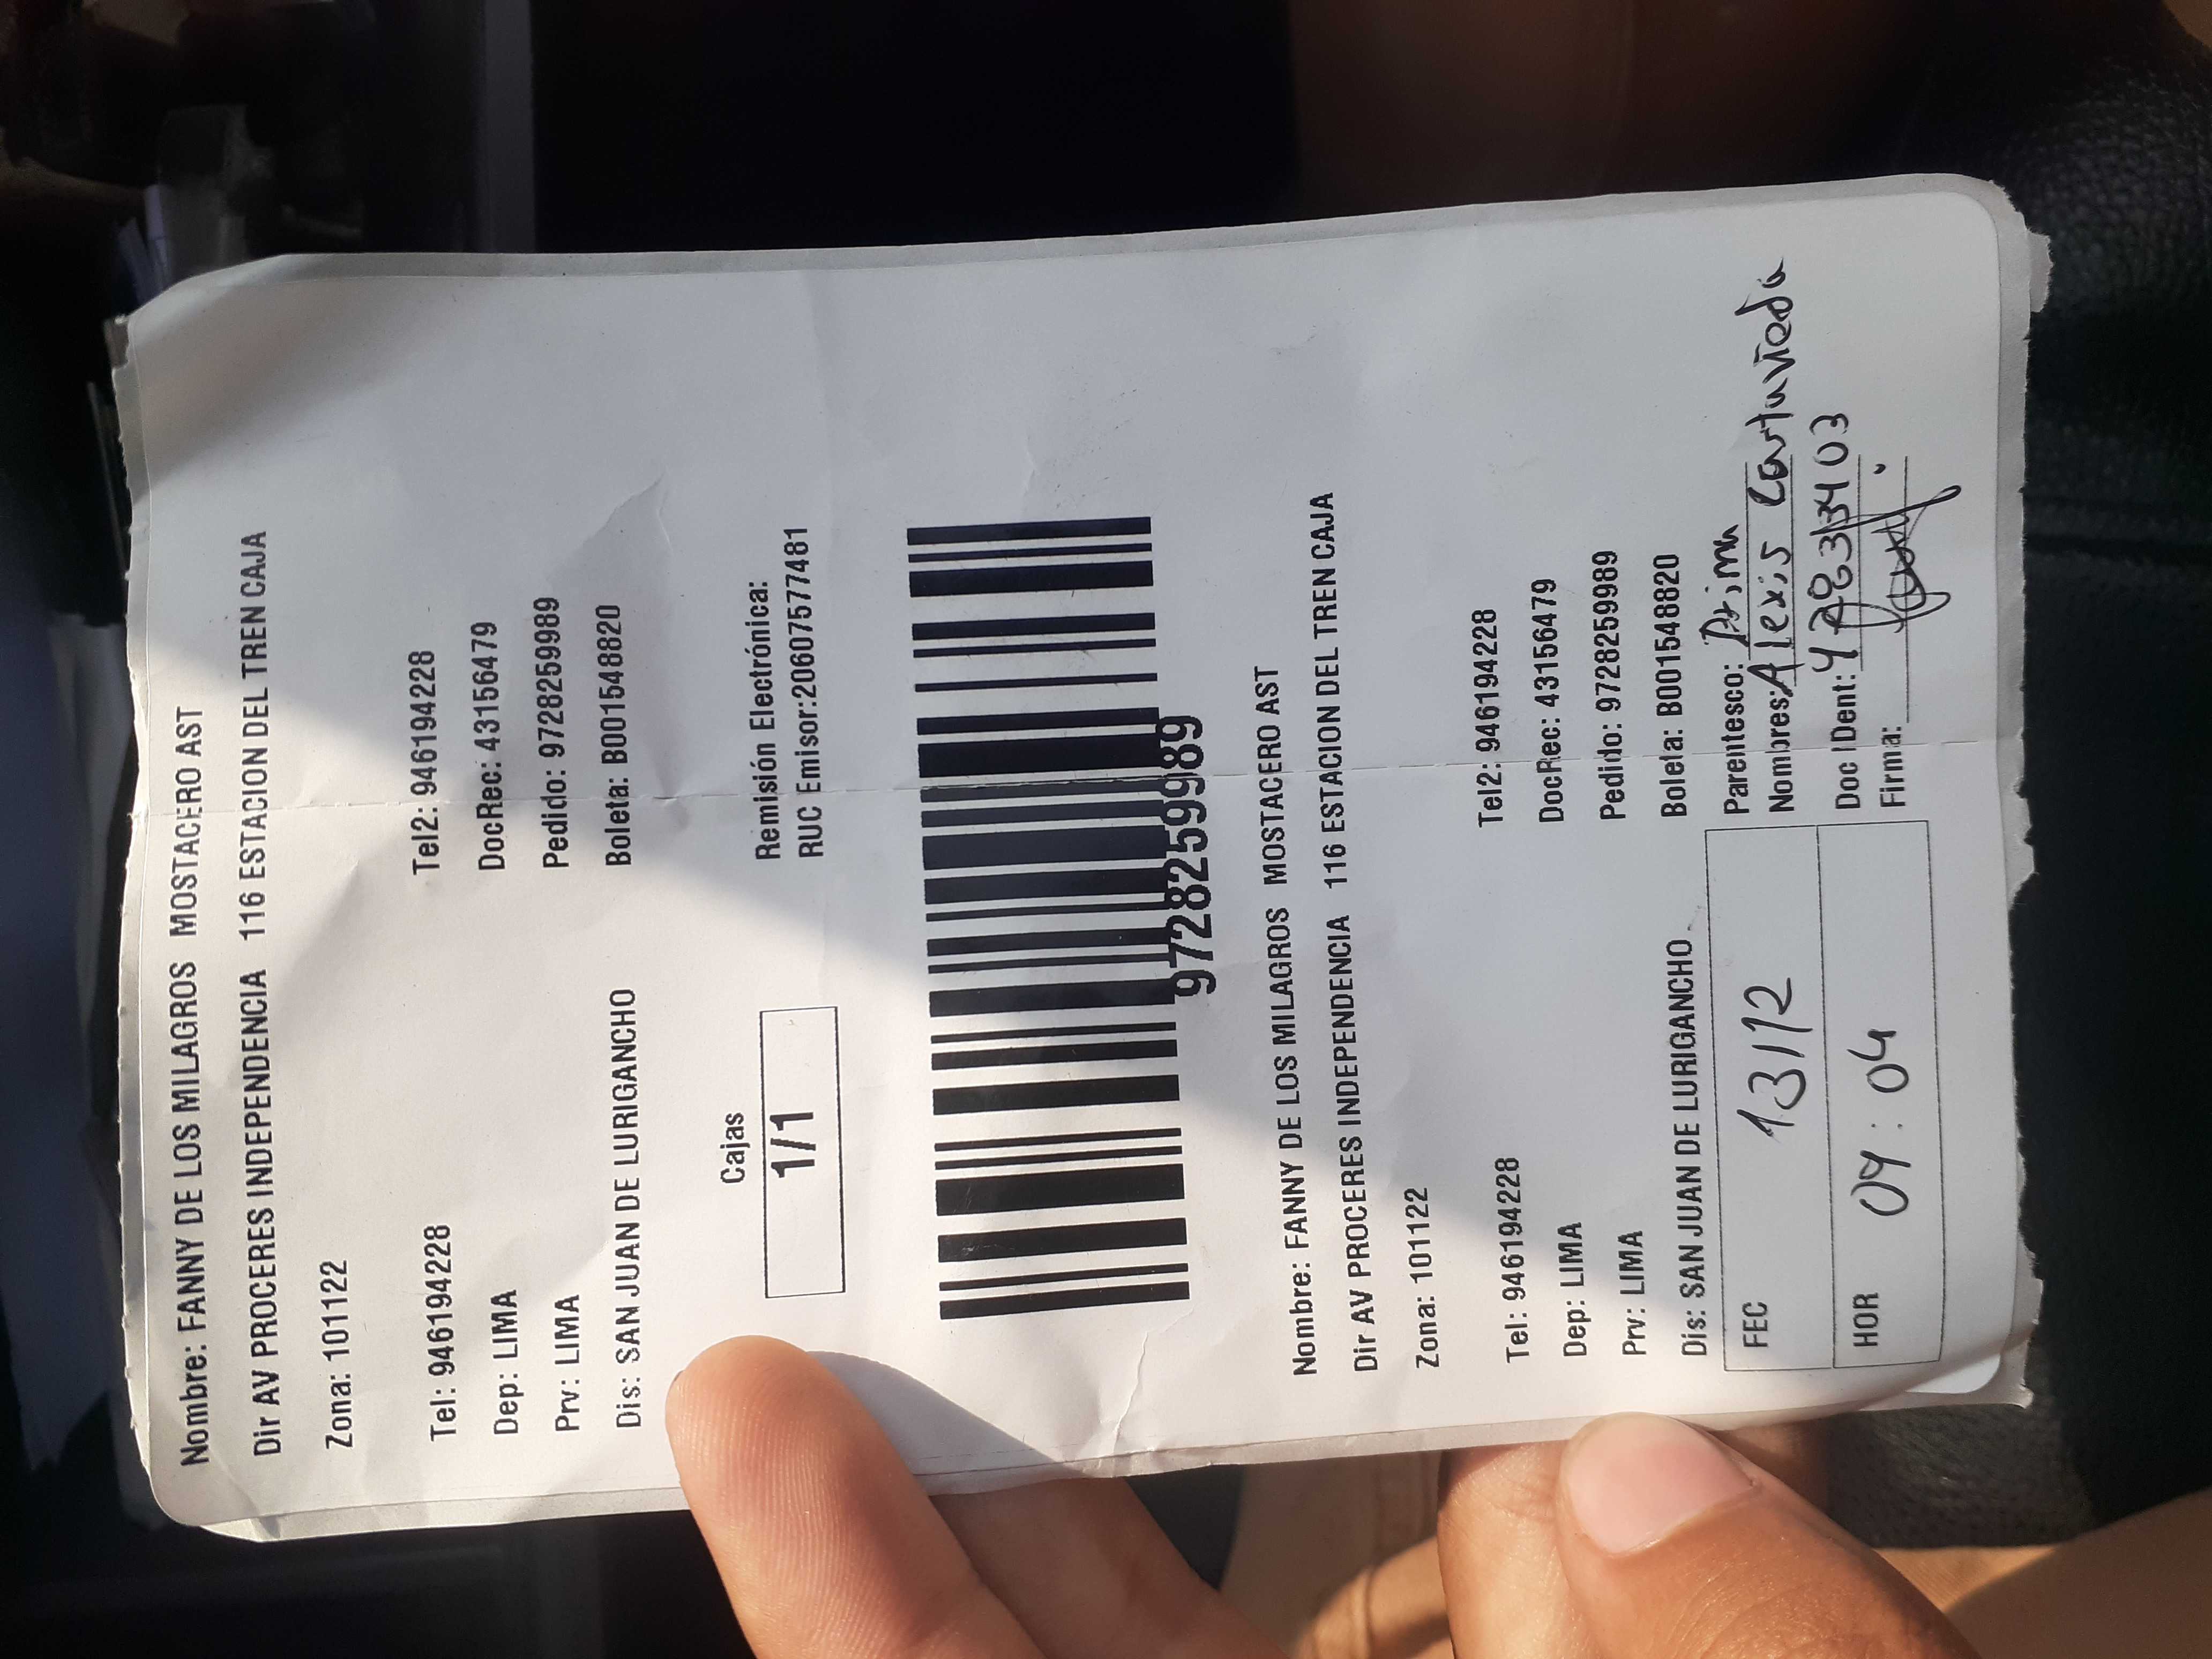 Nombre: FANNY DE LOS MILAGROS MOSTACERO AST
Dir AV PROCERES INDEPENDENCIA 116 ESTACION DEL TREN CAJA
Zona: 101122
Tel: 946194228 Tel2: 946194228
Dep: LIMA DocRec: 43156479
Prv: LIMA Pedido: 9728259989
Dis: SAN JUAN DE LURIGANCHO Boleta: B001548820
Cajas
1/1
Remisión Electrónica:
RUC Emisor:20607577481
9728259989
Nombre: FANNY DE LOS MILAGROS MOSTACERO AST
Dir AV PROCERES INDEPENDENCIA 116 ESTACION DEL TREN CAJA
Zona: 101122
Tel: 946194228 Tel2: 946194228
Dep: LIMA DocRec: 43156479
Prv: LIMA Pedido: 9728259989
Dis: SAN JUAN DE LURIGANCHO Boleta: B001548820
FEC 13/12
HOR 09:04
Parentesco:
Nombres: Alexis
Doc IDent:
Firma: